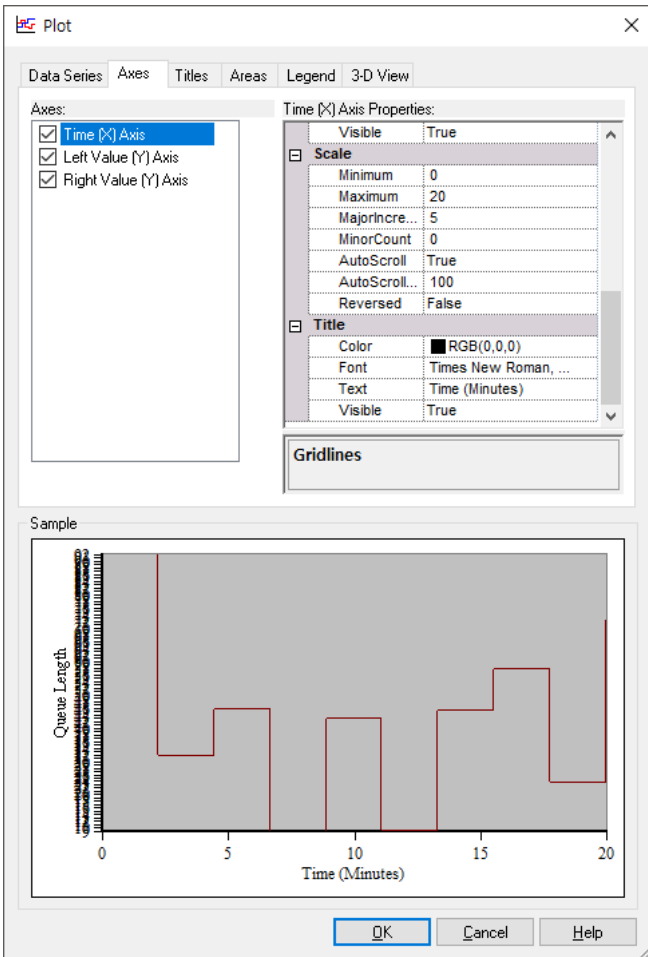 Plot
Data Series Axes Titles Areas Legend 3-D View
Axes:
Time (X) Axis
Left Value (Y) Axis
Right Value (Y) Axis
Time (X) Axis Properties:
Visible True
Scale
Minimum 0
Maximum 20
MajorIncre... 5
MinorCount 0
AutoScroll True
AutoScroll... 100
Reversed False
Title
Color RGB(0,0,0)
Font Times New Roman, ...
Text Time (Minutes)
Visible True
Gridlines
Sample
Queue Length
0 5 10 15 20
Time (Minutes)
OK Cancel Help